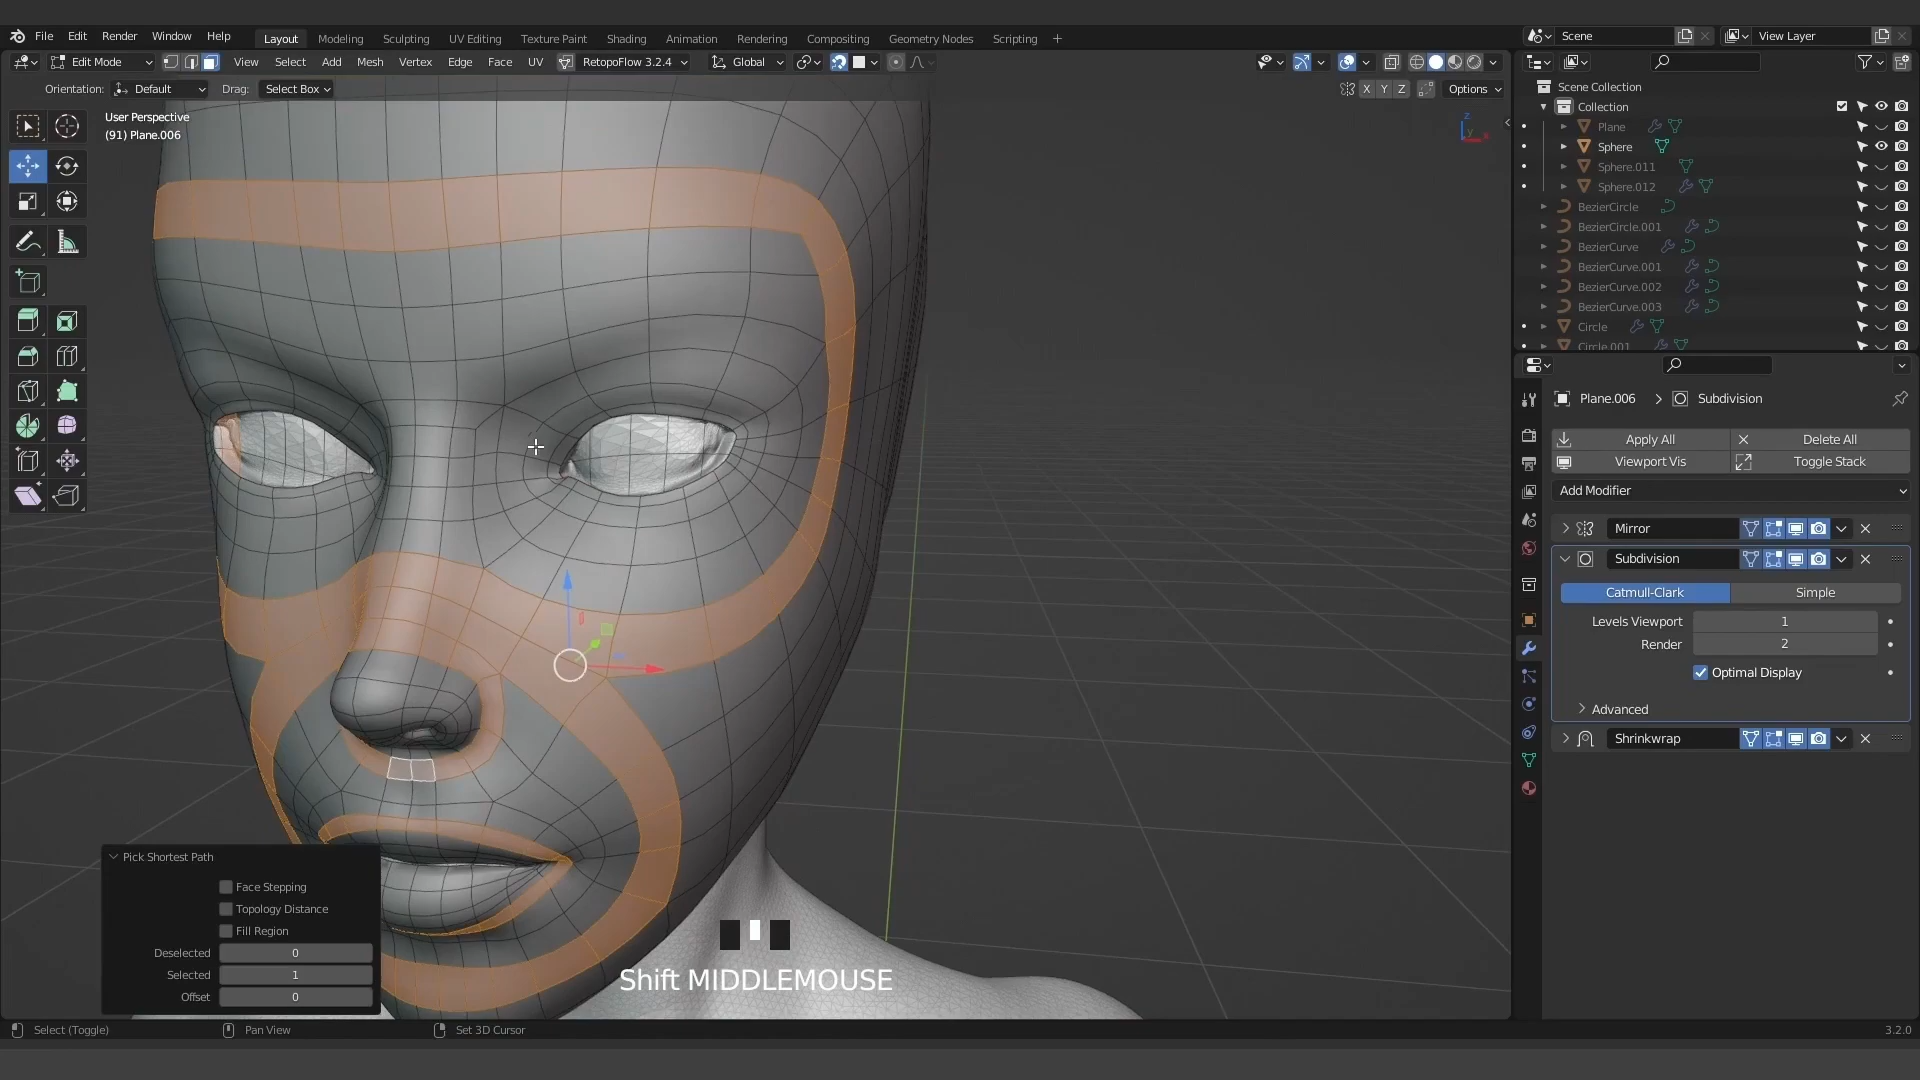 File Edit Render Window Help
Layout Modeling Sculpting UV Editing Texture Paint Shading Animation Rendering Compositing Geometry Nodes Scripting +
Scene View Layer
Edit Mode View Select Add Mesh Vertex Edge Face UV RetopoFlow 3.2.4 Global
Orientation: Default Drag: Select Box X Y Z Options
User Perspective
(91) Plane.006
Z
Y
Scene Collection
Collection
Plane
Sphere
Sphere.011
Sphere.012
BezierCircle
BezierCircle.001
BezierCurve
BezierCurve.001
BezierCurve.002
BezierCurve.003
Circle
Circle.001
Plane.006 > Subdivision
Apply All Delete All
Viewport Vis Toggle Stack
Add Modifier
Mirror
Subdivision
Catmull-Clark Simple
Levels Viewport 1
Render 2
Optimal Display
Advanced
Shrinkwrap
Pick Shortest Path
Face Stepping
Topology Distance
Fill Region
Deselected 0
Selected 1
Offset 0
Shift MIDDLEMOUSE
Select (Toggle) Pan View Set 3D Cursor 3.2.0